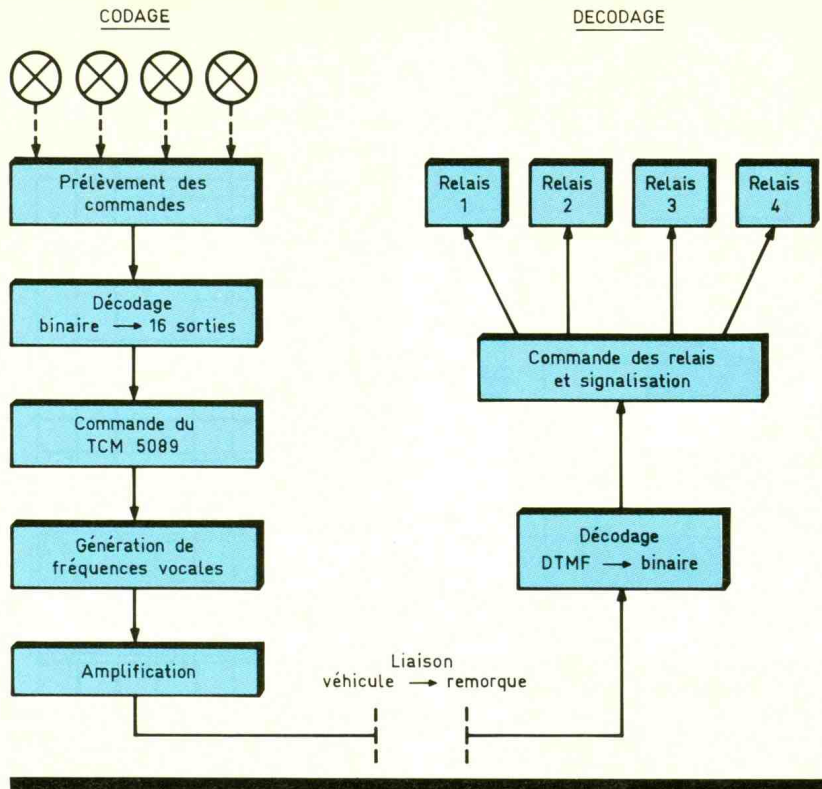 CODAGE
Prélèvement des
commandes
Décodage
binaire → 16 sorties
Commande du
TCM 5089
Génération de
fréquences vocales
Amplification
Liaison
véhicule → remorque
DECODAGE
Relais
1
Relais
2
Relais
3
Relais
4
Commande des relais
et signalisation
Décodage
DTMF → binaire